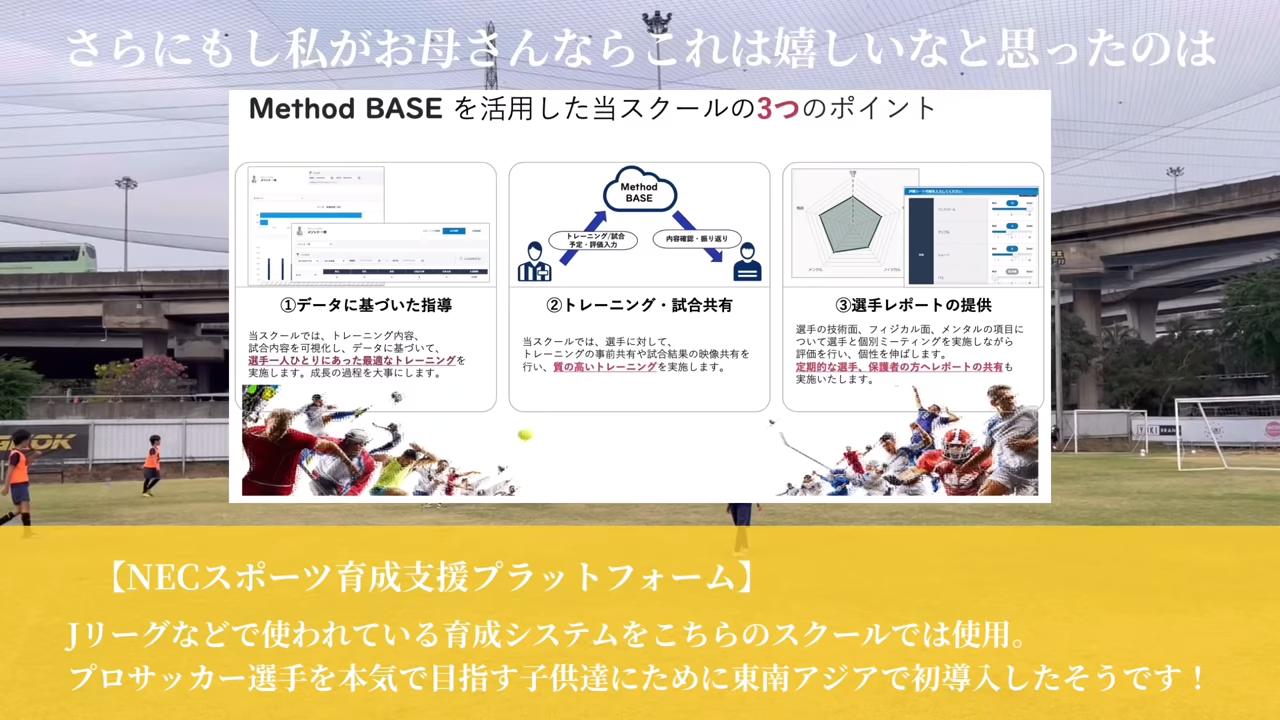 さらにもし私がお母さんならこれは嬉しいなと思ったのは
Method BASE を活用した当スクールの3つのポイント
Method
BASE
トレーニング/試合
予定・評価入力
内容確認・振り返り
メンタル
①データに基づいた指導
当スクールでは、トレーニング内容、
試合内容を可視化し、データに基づいて、
選手一人ひとりにあった最適なトレーニングを
実施します。成長の過程を大事にします。
②トレーニング・試合共有
当スクールでは、選手に対して、
トレーニングの事前共有や試合結果の映像共有を
行い、質の高いトレーニングを実施します。
③選手レポートの提供
選手の技術面、フィジカル面、メンタルの項目に
ついて選手と個別ミーティングを実施しながら
評価を行い、個性を伸ばします。
定期的な選手、保護者の方へレポートの共有も
実施いたします。
【NECスポーツ育成支援プラットフォーム】
Jリーグなどで使われている育成システムをこちらのスクールでは使用。
プロサッカー選手を本気で目指す子供達にために東南アジアで初導入したそうです！